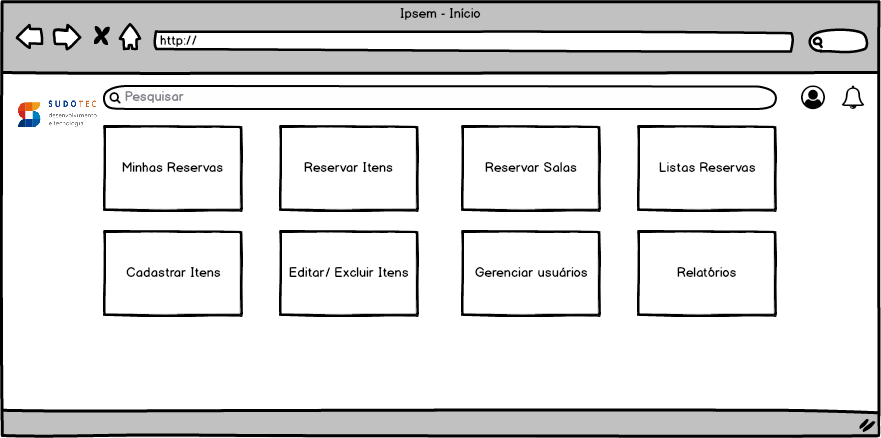 Ipsem - Início
http://
SUDOTEC
desenvolvimento
e tecnologia
Pesquisar
Minhas Reservas
Reservar Itens
Reservar Salas
Listas Reservas
Cadastrar Itens
Editar/ Excluir Itens
Gerenciar usuários
Relatórios